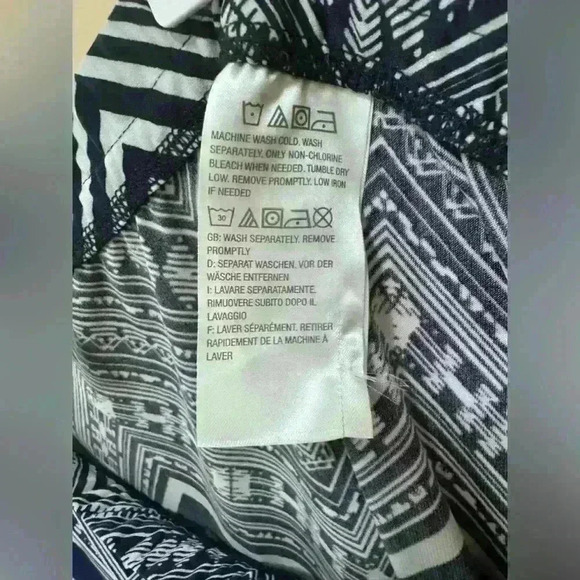 MACHINE WASH COLD. WASH
SEPARATELY. ONLY NON-CHLORINE
BLEACH WHEN NEEDED. TUMBLE DRY
LOW. REMOVE PROMPTLY. LOW IRON
IF NEEDED
30
GB: WASH SEPARATELY. REMOVE
PROMPTLY
D: SEPARAT WASCHEN. VOR DER
WÄSCHE ENTFERNEN
I: LAVARE SEPARATAMENTE.
RIMUOVERE SUBITO DOPO IL
LAVAGGIO
F: LAVER SÉPARÉMENT. RETIRER
RAPIDEMENT DE LA MACHINE À
LAVER